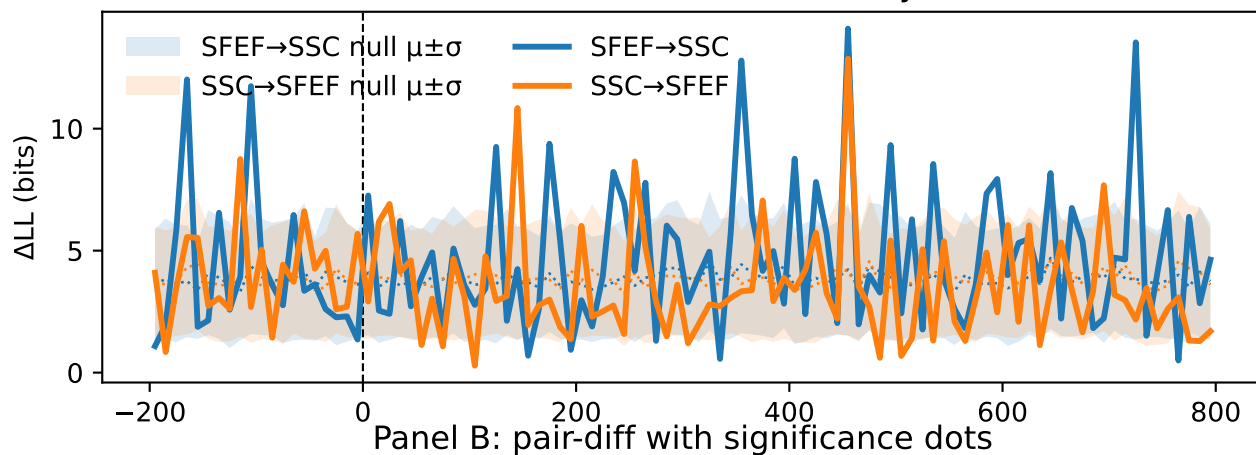 SFEF→SSC null μ±σ
SSC→SFEF null μ±σ
SFEF→SSC
SSC→SFEF
ΔLL (bits)
10
5
0
−200
0
200
400
600
800
Panel B: pair-diff with significance dots